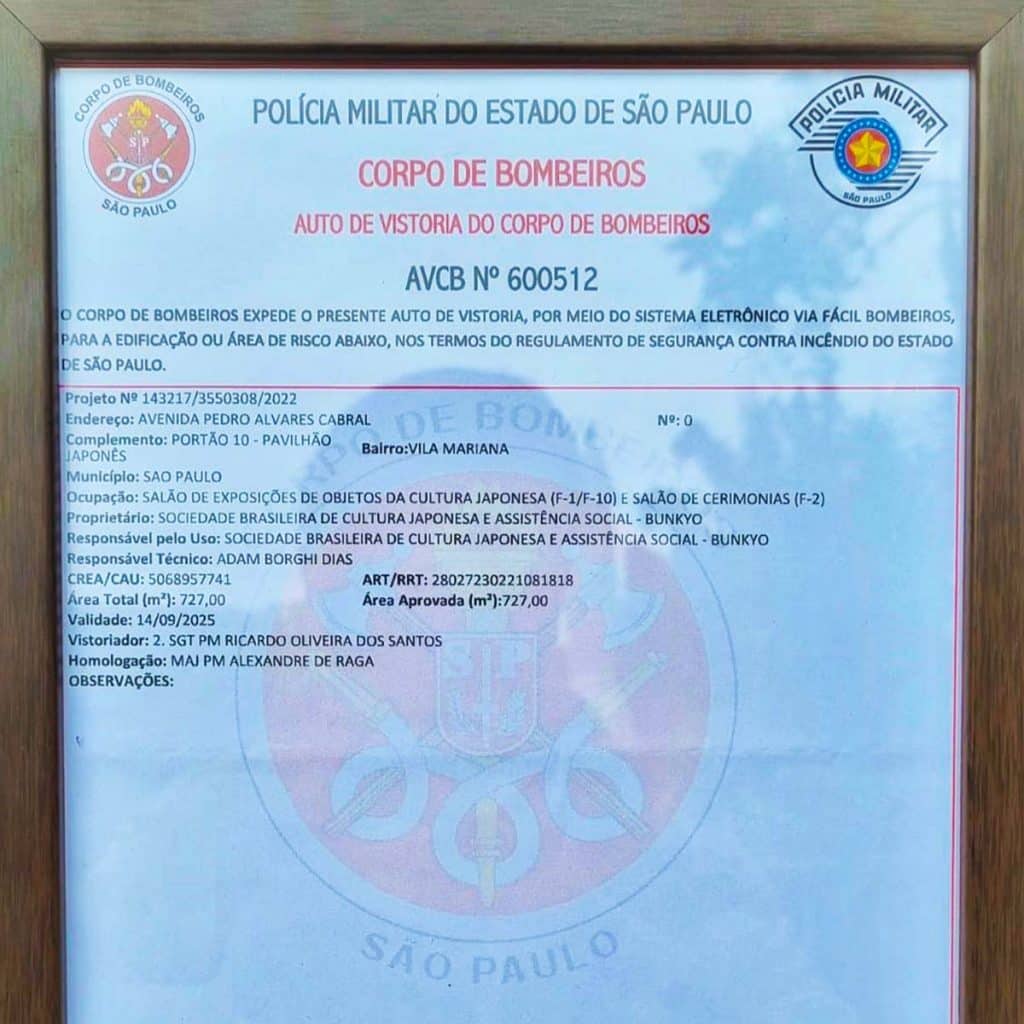 CORPO DE BOMBEIROS
SÃO PAULO
S P
POLÍCIA MILITAR DO ESTADO DE SÃO PAULO
POLÍCIA MILITAR
SÃO PAULO
CORPO DE BOMBEIROS
AUTO DE VISTORIA DO CORPO DE BOMBEIROS
AVCB Nº 600512
O CORPO DE BOMBEIROS EXPEDE O PRESENTE AUTO DE VISTORIA, POR MEIO DO SISTEMA ELETRÔNICO VIA FÁCIL BOMBEIROS,
PARA A EDIFICAÇÃO OU ÁREA DE RISCO ABAIXO, NOS TERMOS DO REGULAMENTO DE SEGURANÇA CONTRA INCÊNDIO DO ESTADO
DE SÃO PAULO.
Projeto Nº 143217/3550308/2022
Endereço: AVENIDA PEDRO ALVARES CABRAL Nº: 0
Complemento: PORTÃO 10 - PAVILHÃO
JAPONÊS Bairro:VILA MARIANA
Município: SAO PAULO
Ocupação: SALÃO DE EXPOSIÇÕES DE OBJETOS DA CULTURA JAPONESA (F-1/F-10) E SALÃO DE CERIMONIAS (F-2)
Proprietário: SOCIEDADE BRASILEIRA DE CULTURA JAPONESA E ASSISTÊNCIA SOCIAL - BUNKYO
Responsável pelo Uso: SOCIEDADE BRASILEIRA DE CULTURA JAPONESA E ASSISTÊNCIA SOCIAL - BUNKYO
Responsável Técnico: ADAM BORGHI DIAS
CREA/CAU: 5068957741 ART/RRT: 28027230221081818
Área Total (m²): 727,00 Área Aprovada (m²):727,00
Validade: 14/09/2025
Vistoriador: 2. SGT PM RICARDO OLIVEIRA DOS SANTOS
Homologação: MAJ PM ALEXANDRE DE RAGA
OBSERVAÇÕES:
CORPO DE BOMBEIROS
S P
SÃO PAULO